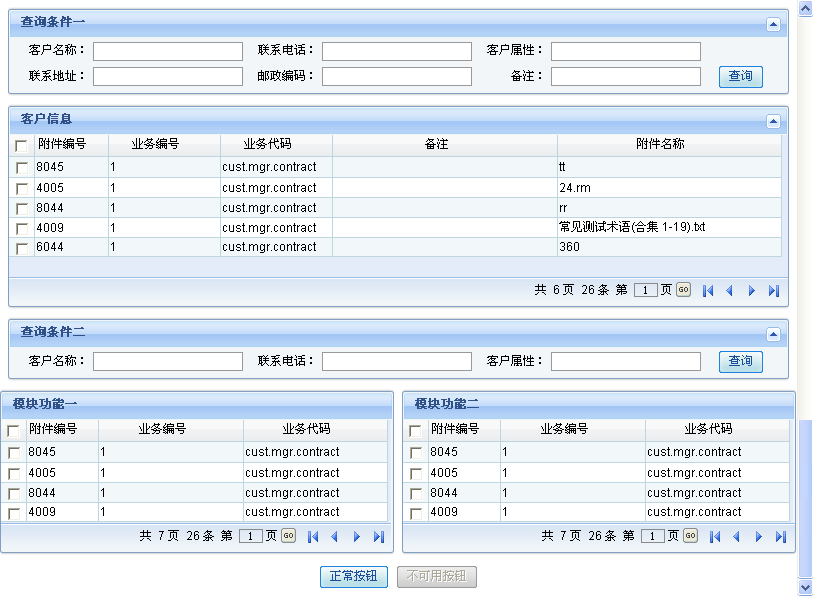 查询条件一
客户名称： 联系电话： 客户属性：
联系地址： 邮政编码： 备注： 查询
客户信息
附件编号 业务编号 业务代码 备注 附件名称
8045 1 cust.mgr.contract tt
4005 1 cust.mgr.contract 24.rm
8044 1 cust.mgr.contract rr
4009 1 cust.mgr.contract 常见测试术语(合集 1-19).txt
6044 1 cust.mgr.contract 360
共 6 页 26 条 第 1 页 GO
查询条件二
客户名称： 联系电话： 客户属性： 查询
模块功能一
附件编号 业务编号 业务代码
8045 1 cust.mgr.contract
4005 1 cust.mgr.contract
8044 1 cust.mgr.contract
4009 1 cust.mgr.contract
共 7 页 26 条 第 1 页 GO
模块功能二
附件编号 业务编号 业务代码
8045 1 cust.mgr.contract
4005 1 cust.mgr.contract
8044 1 cust.mgr.contract
4009 1 cust.mgr.contract
共 7 页 26 条 第 1 页 GO
正常按钮 不可用按钮